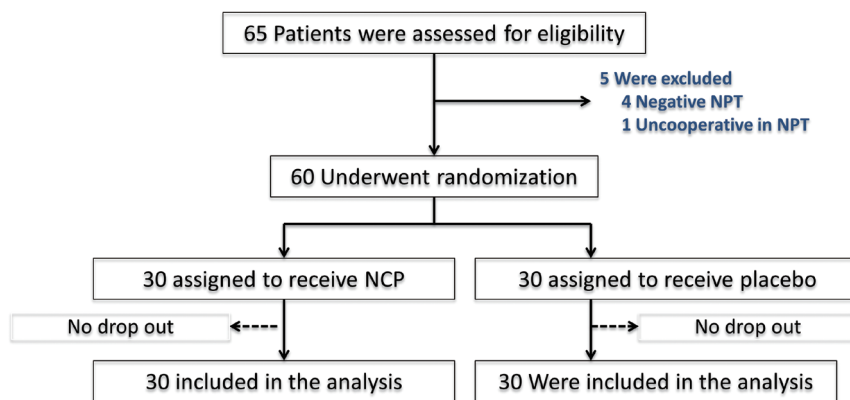 65 Patients were assessed for eligibility
5 Were excluded
4 Negative NPT
1 Uncooperative in NPT
60 Underwent randomization
30 assigned to receive NCP
30 assigned to receive placebo
No drop out
No drop out
30 included in the analysis
30 Were included in the analysis